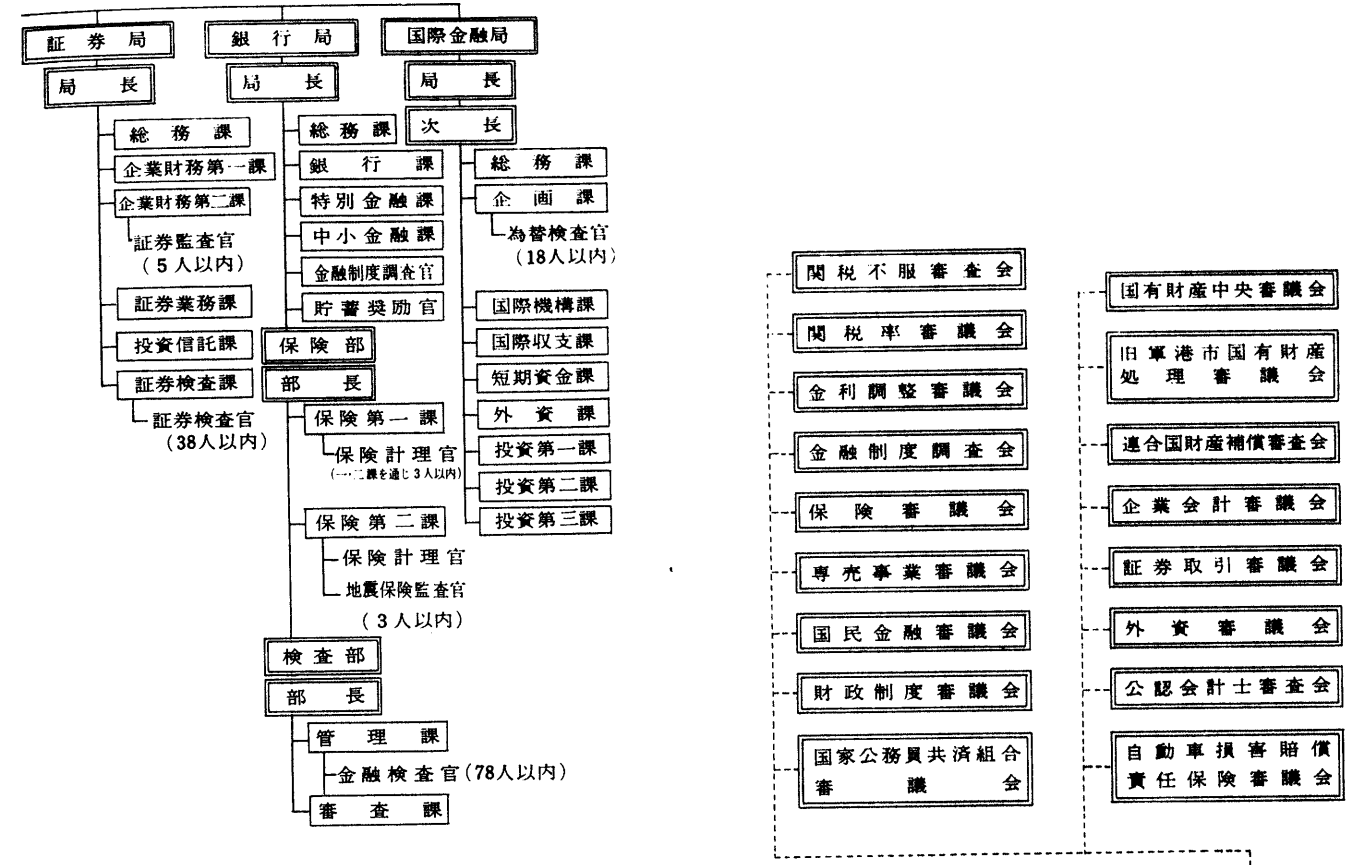 証券局
局長
総務課
企業財務第一課
企業財務第二課
証券監査官
(5人以内)
証券業務課
投資信託課
証券検査課
証券検査官
(38人以内)
銀行局
局長
総務課
銀行課
特別金融課
中小金融課
金融制度調査官
貯蓄奨励官
保険部
部長
保険第一課
保険計理官
(一・二課を通じ3人以内)
保険第二課
保険計理官
地震保険監査官
(3人以内)
検査部
部長
管理課
金融検査官(78人以内)
審査課
国際金融局
局長
次長
総務課
企画課
為替検査官
(18人以内)
国際機構課
国際収支課
短期資金課
外資課
投資第一課
投資第二課
投資第三課
関税不服審査会
関税率審議会
金利調整審議会
金融制度調査会
保険審議会
専売事業審議会
国民金融審議会
財政制度審議会
国家公務員共済組合
審議会
国有財産中央審議会
旧軍港市国有財産
処理審議会
連合国財産補償審査会
企業会計審議会
証券取引審議会
外資審議会
公認会計士審査会
自動車損害賠償
責任保険審議会